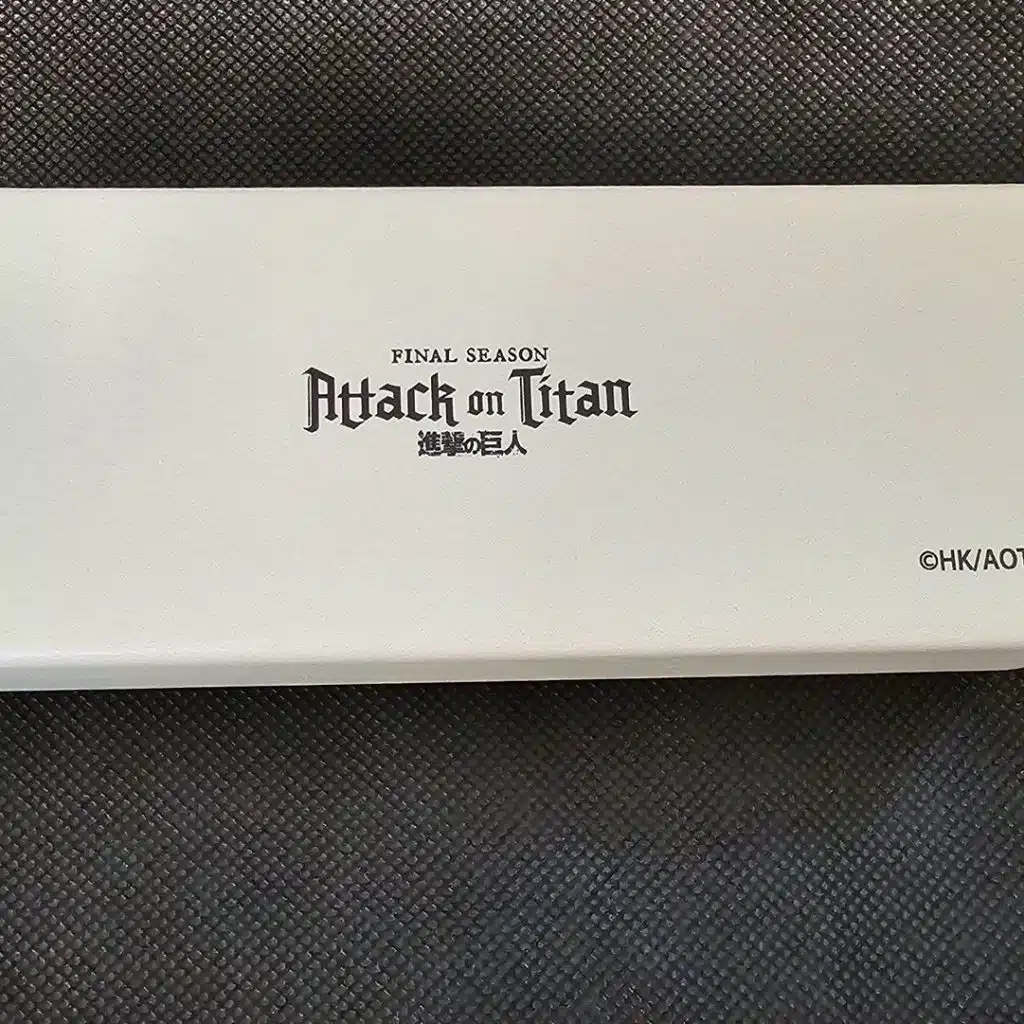 FINAL SEASON
Attack on Titan
進撃の巨人
©HK/AOT